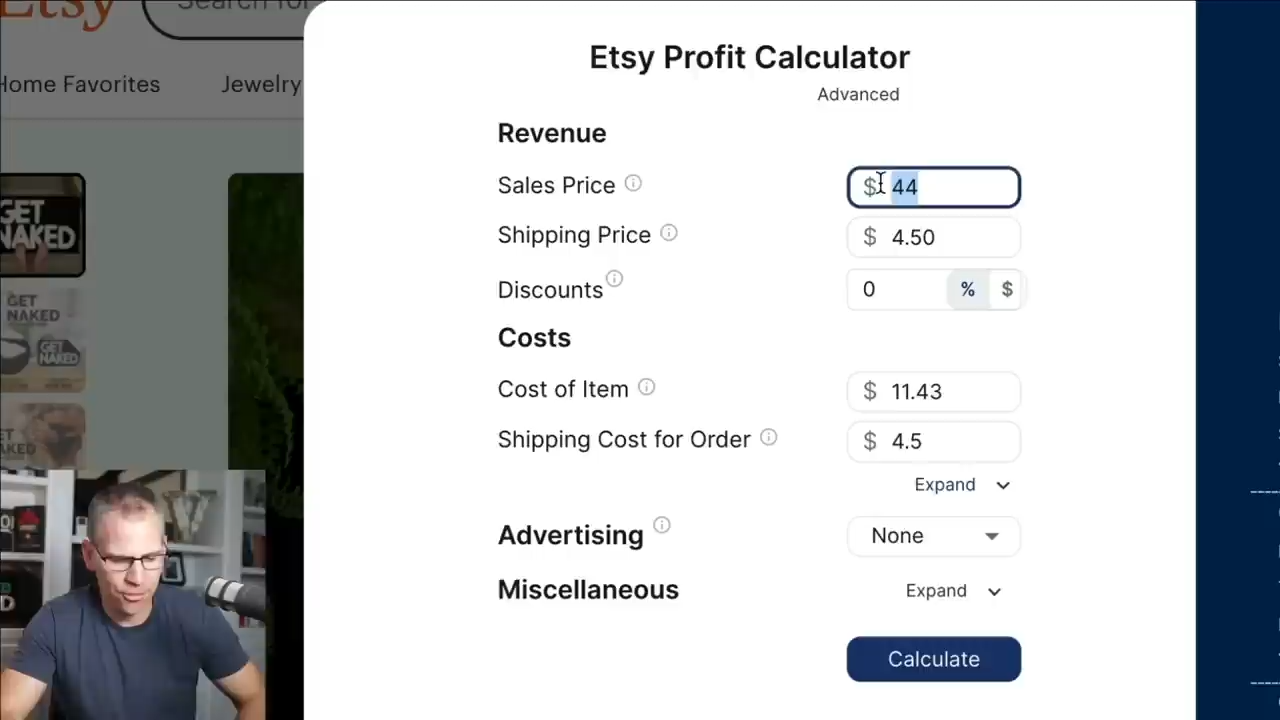 Etsy
Search for
Home Favorites
Jewelry
Etsy Profit Calculator
Advanced
Revenue
Sales Price
$ 44
Shipping Price
$ 4.50
Discounts
0 % $
Costs
Cost of Item
$ 11.43
Shipping Cost for Order
$ 4.5
Expand
Advertising
None
Miscellaneous
Expand
Calculate
GET
NAKED
GET
NAKED
GET
NAKED